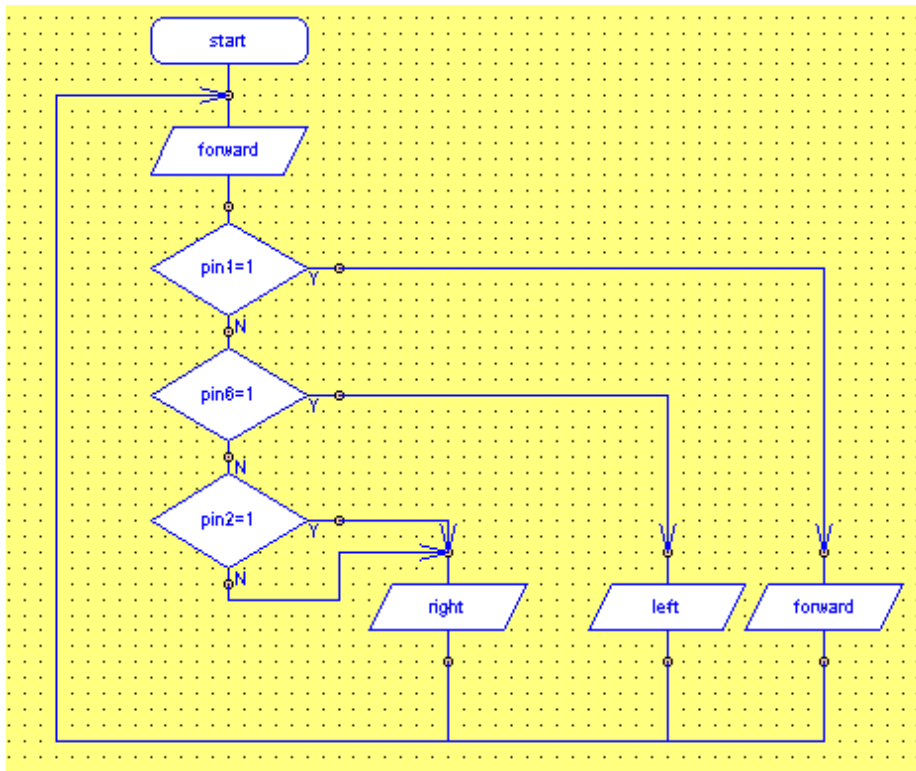 start
forward
pin1=1
Y
N
pin6=1
Y
N
pin2=1
Y
N
right
left
forward